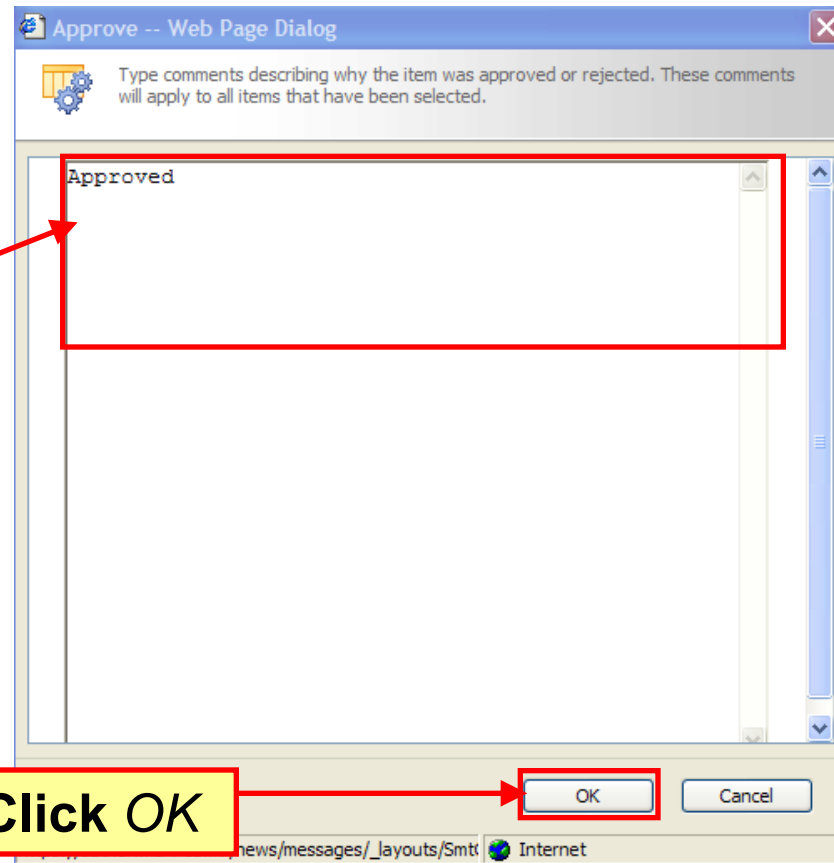 Approve -- Web Page Dialog
Type comments describing why the item was approved or rejected. These comments
will apply to all items that have been selected.
Approved
OK
Cancel
Click OK
news/messages/_layouts/Smt
Internet